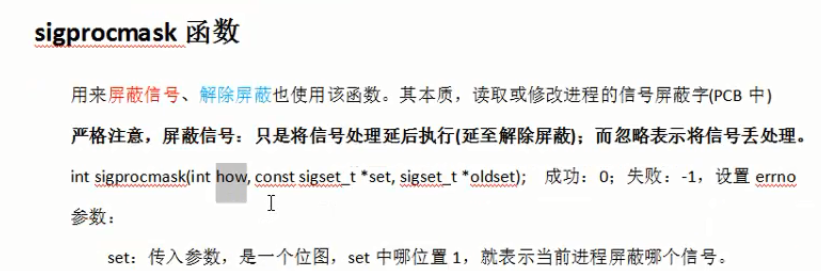 sigprocmask 函数
用来屏蔽信号、解除屏蔽也使用该函数。其本质，读取或修改进程的信号屏蔽字(PCB 中)
严格注意，屏蔽信号：只是将信号处理延后执行(延至解除屏蔽)；而忽略表示将信号丢处理。
int sigprocmask(int how, const sigset_t *set, sigset_t *oldset);   成功：0；失败：-1，设置 errno
参数：
set：传入参数，是一个位图，set 中哪位置 1，就表示当前进程屏蔽哪个信号。